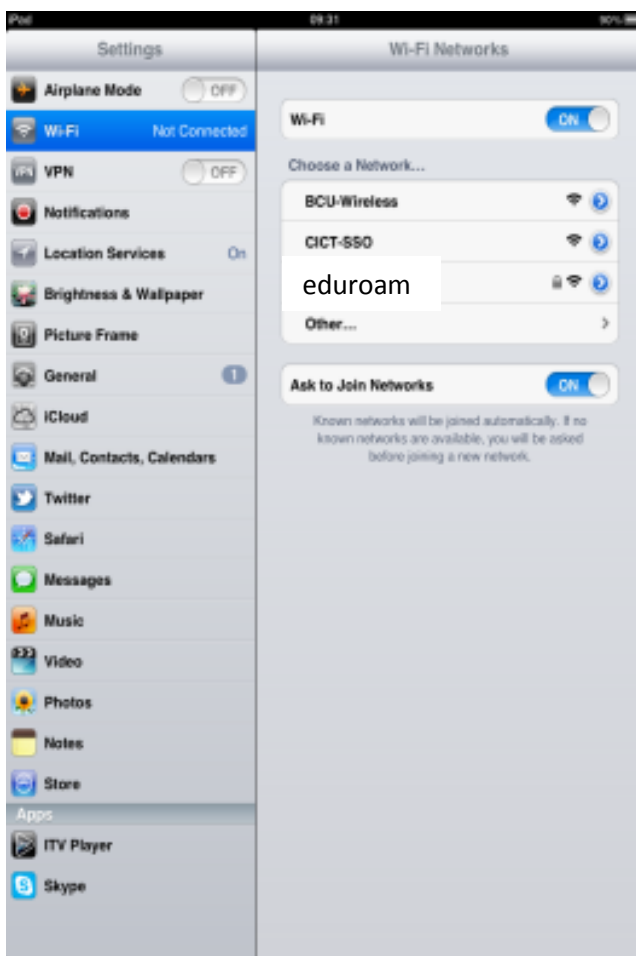 iPad
09:31
90%
Settings
Wi-Fi Networks
Airplane Mode OFF
Wi-Fi Not Connected
VPN VPN OFF
Notifications
Location Services On
Brightness & Wallpaper
Picture Frame
General 1
iCloud
Mail, Contacts, Calendars
Twitter
Safari
Messages
Music
Video
Photos
Notes
Store
Apps
ITV Player
Skype
Wi-Fi ON
Choose a Network...
BCU-Wireless
CICT-SSO
eduroam
Other...
Ask to Join Networks ON
Known networks will be joined automatically. If no
known networks are available, you will be asked
before joining a new network.